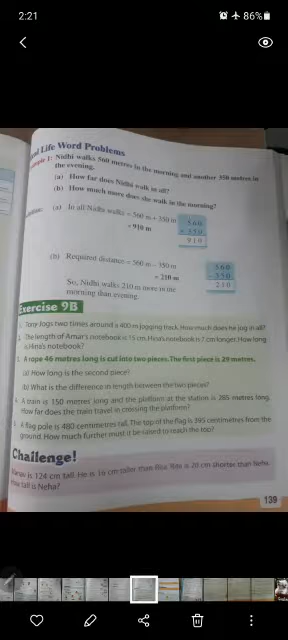 2:21
86%
Real Life Word Problems
Example 1: Nidhi walks 560 metres in the morning and another 350 metres in
the evening.
(a) How far does Nidhi walk in all?
(b) How much more does she walk in the morning?
(a) In all Nidhi walks = 560 m + 350 m
= 910 m
560
+ 350
910
(b) Required distance = 560 m – 350 m
= 210 m
So, Nidhi walks 210 m more in the
morning than evening.
560
– 350
210
Exercise 9B
1. Tony jogs two times around a 400 m jogging track. How much does he jog in all?
2. The length of Amar's notebook is 15 cm. Hina's notebook is 7 cm longer. How long
is Hina's notebook?
3. A rope 46 metres long is cut into two pieces. The first piece is 29 metres.
(a) How long is the second piece?
(b) What is the difference in length between the two pieces?
4. A train is 150 metres long and the platform at the station is 265 metres long.
How far does the train travel in crossing the platform?
A flag pole is 480 centimetres tall. The top of the flag is 395 centimetres from the
ground. How much further must it be raised to reach the top?
Challenge!
is 124 cm tall. He is 16 cm taller than Rita. Rita is 20 cm shorter than Neha.
How tall is Neha?
139